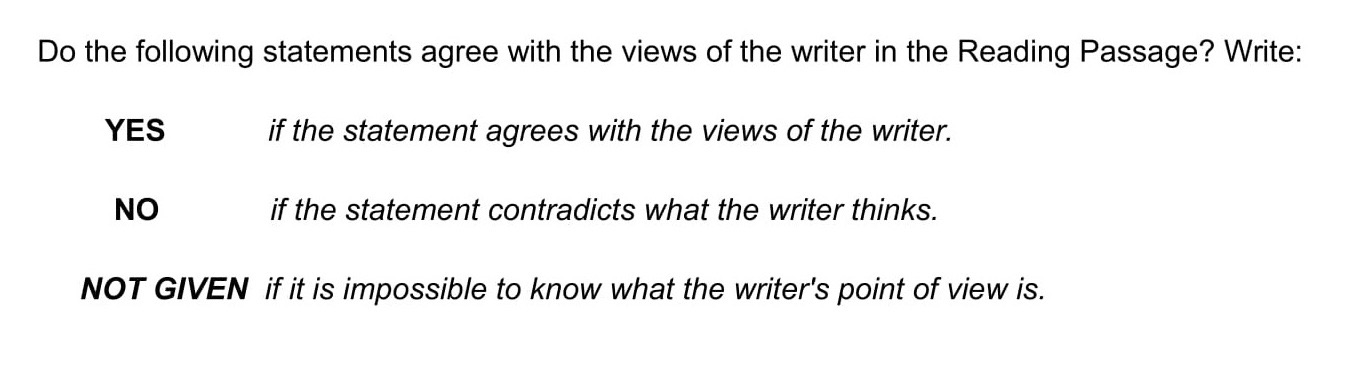 Do the following statements agree with the views of the writer in the Reading Passage? Write:
YES if the statement agrees with the views of the writer.
NO if the statement contradicts what the writer thinks.
NOT GIVEN if it is impossible to know what the writer's point of view is.